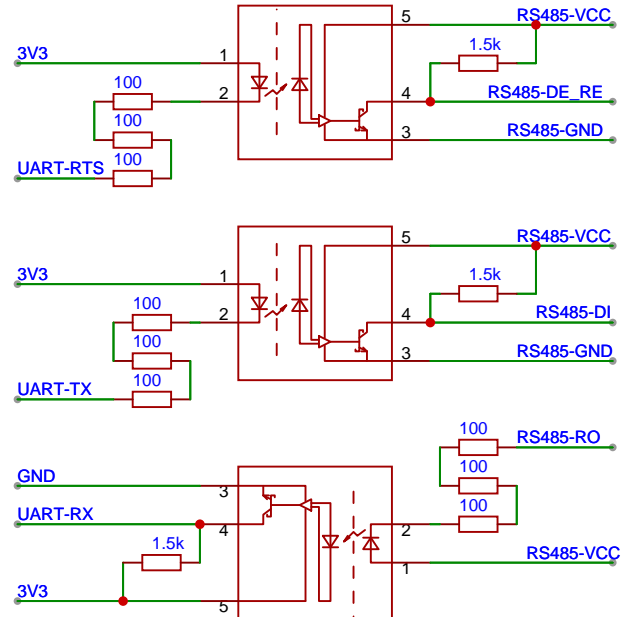 5 RS485-VCC
1.5k
3V3 1
100
2 4 RS485-DE_RE
100
3 RS485-GND
100
UART-RTS
5 RS485-VCC
3V3 1 1.5k
100
2 4 RS485-DI
100
3 RS485-GND
100
UART-TX
100 RS485-RO
GND 3
100
UART-RX 4 100
2
1.5k
1 RS485-VCC
3V3 5